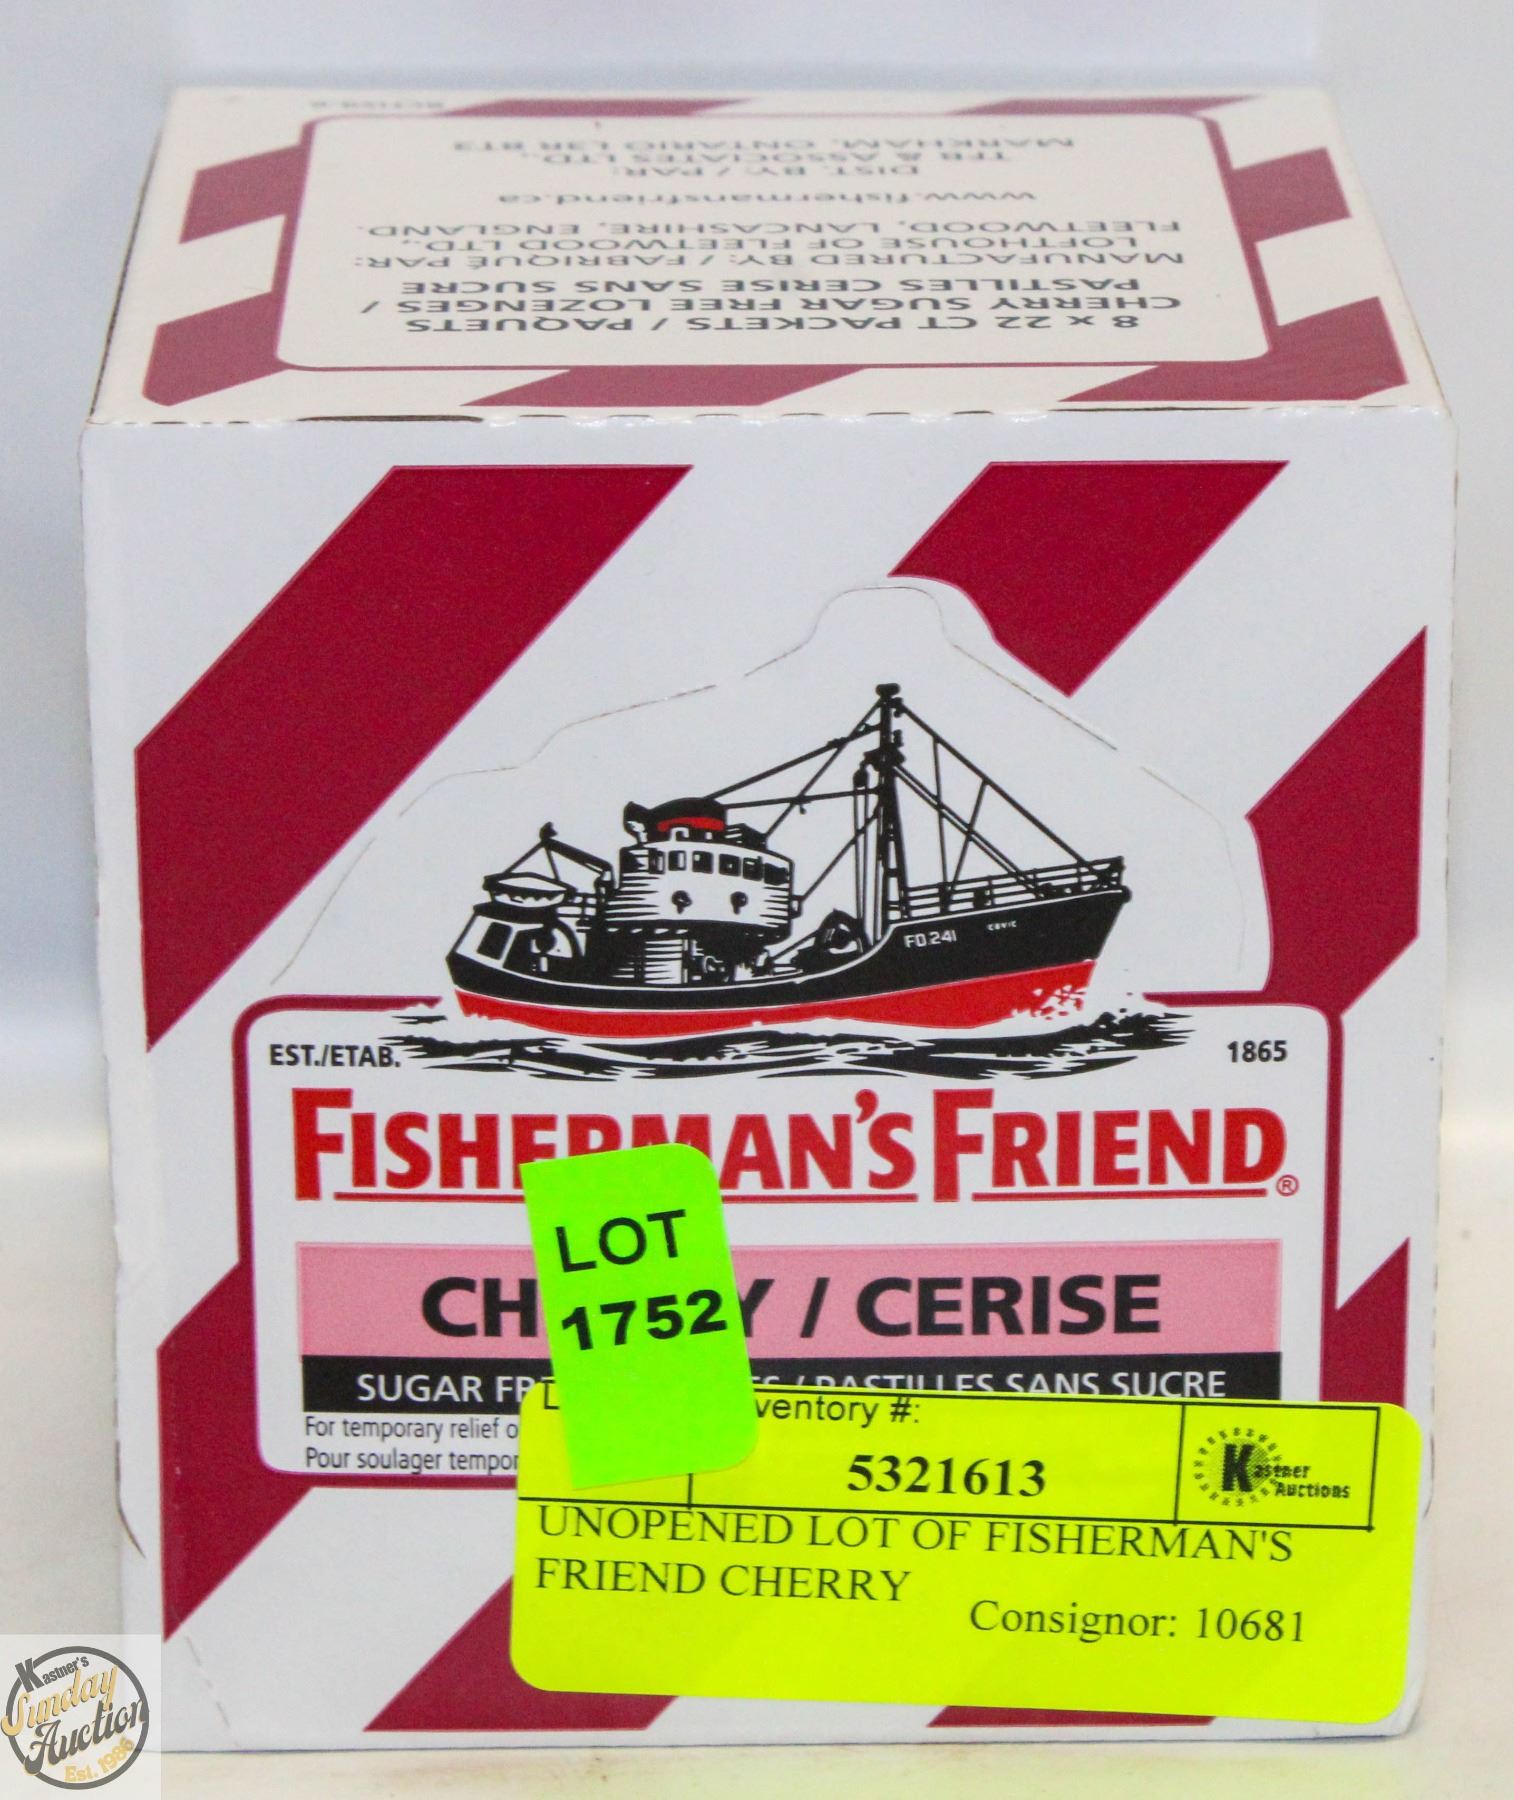 8 x 22 CT PACKETS / PAQUETS
CHERRY SUGAR FREE LOZENGES /
PASTILLES CERISE SANS SUCRE
MANUFACTURED BY: / FABRIQUÉ PAR:
LOFTHOUSE OF FLEETWOOD LTD.,
FLEETWOOD, LANCASHIRE, ENGLAND.
www.fishermansfriend.ca
DIST. BY: / PAR:
TFB & ASSOCIATES LTD.,
MARKHAM, ONTARIO L3R 8T3
FD 241 CEVIC
EST./ETAB. 1865
FISHERMAN'S FRIEND®
CH Y / CERISE
SUGAR FR / PASTILLES SANS SUCRE
For temporary relief o
Pour soulager tempor
LOT
1752
ventory #:
5321613
Kastner
Auctions
UNOPENED LOT OF FISHERMAN'S
FRIEND CHERRY
Consignor: 10681
Kastner's
Sunday
Auction
Est. 1986